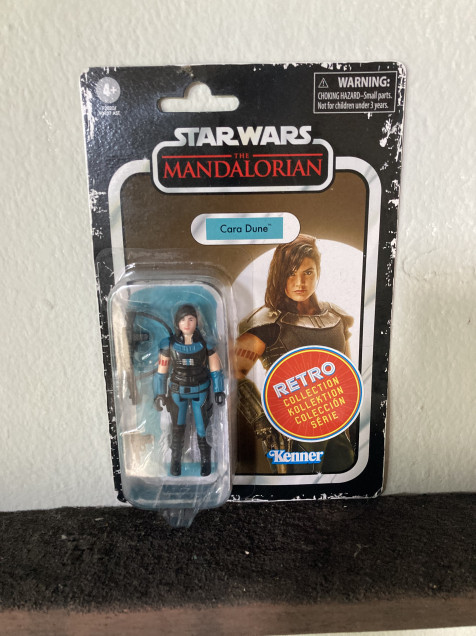 4+
WARNING:
CHOKING HAZARD–Small parts.
Not for children under 3 years.
STAR WARS
THE
MANDALORIAN
Cara Dune™
RETRO
COLLECTION
KOLLEKTION
COLECCIÓN
SÉRIE
Kenner